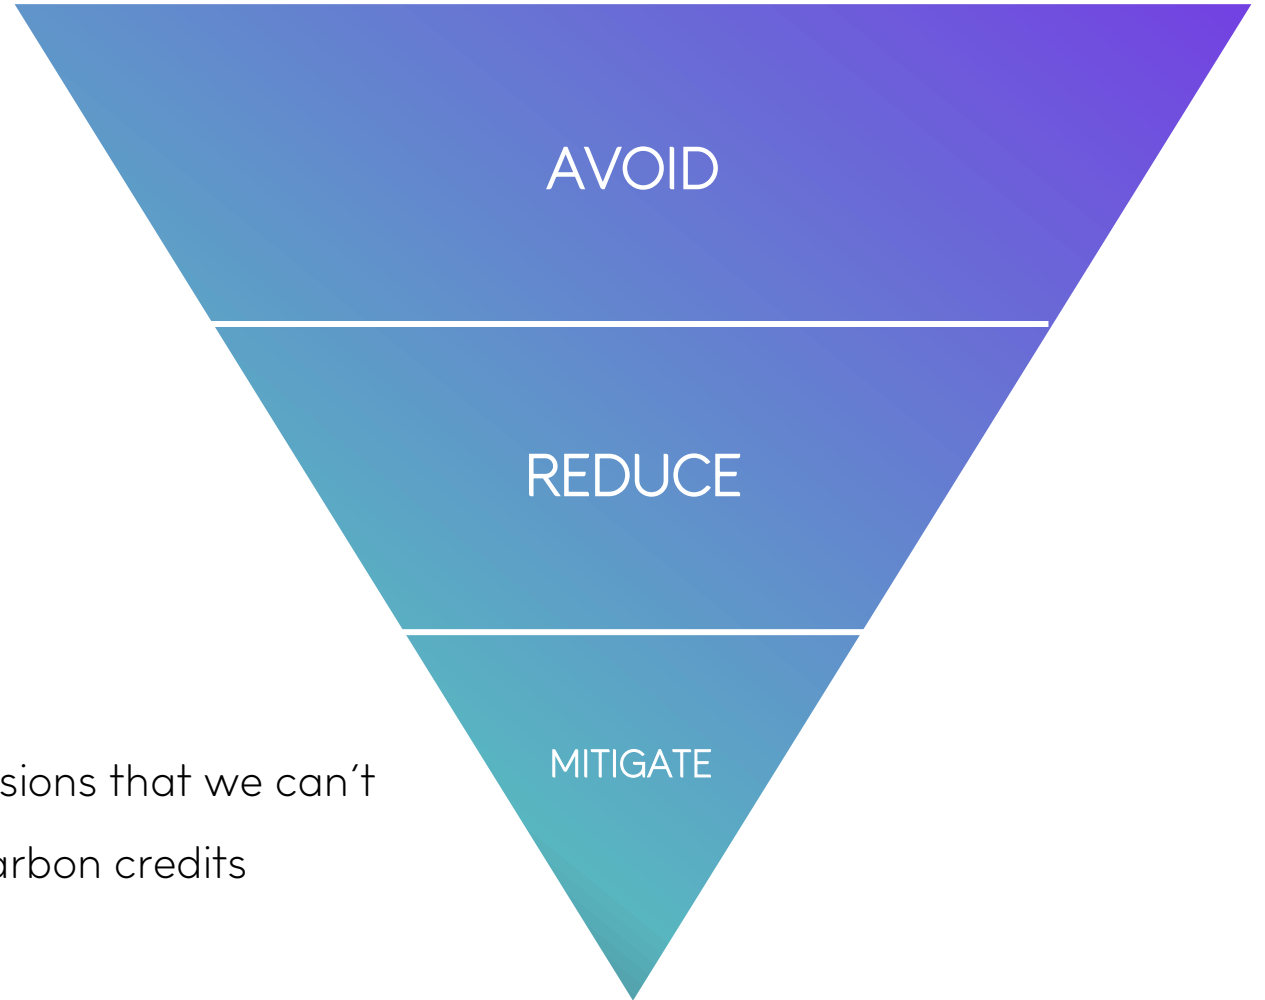 AVOID
REDUCE
MITIGATE
sions that we can't
arbon credits